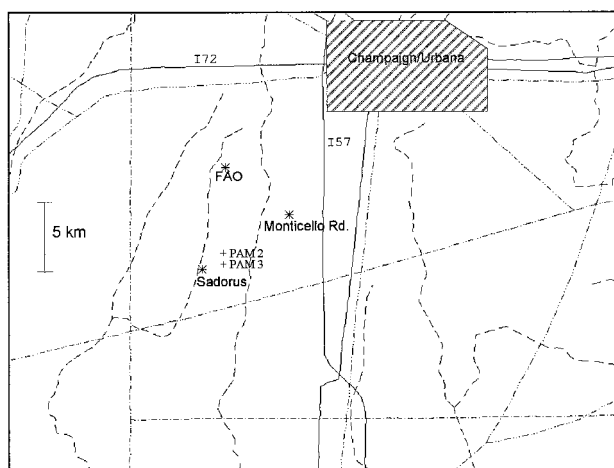 Champaign/Urbana
I72
I57
FAO
Monticello Rd.
5 km
+ PAM 2
+ PAM 3
Sadorus